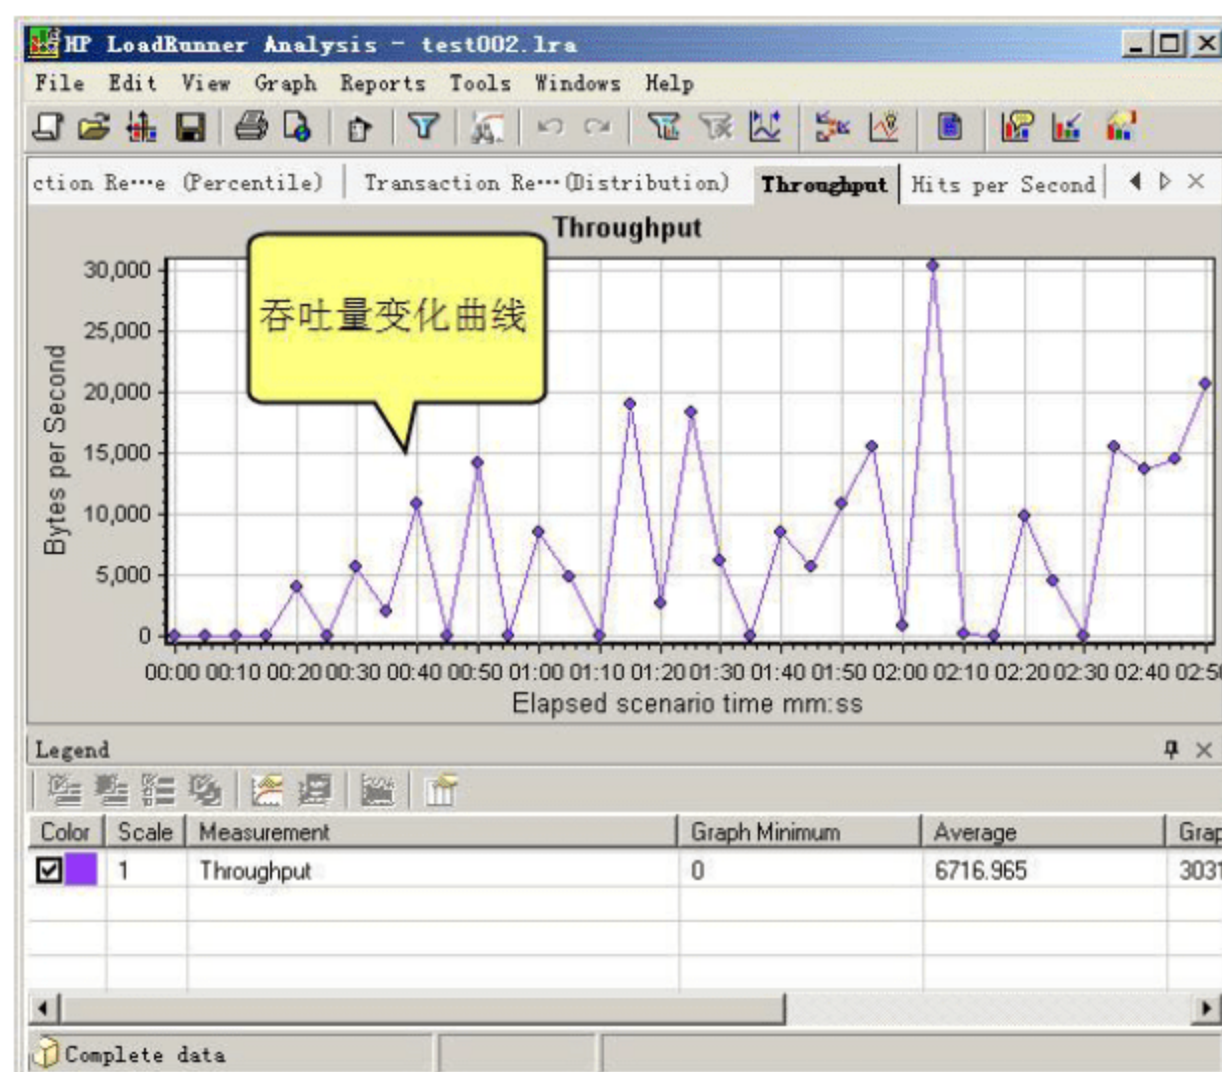 HP LoadRunner Analysis - test002.lra
File Edit View Graph Reports Tools Windows Help
ction Re…e (Percentile) Transaction Re…(Distribution) Throughput Hits per Second
Throughput
吞吐量变化曲线
Bytes per Second
30,000
25,000
20,000
15,000
10,000
5,000
0
00:00 00:10 00:20 00:30 00:40 00:50 01:00 01:10 01:20 01:30 01:40 01:50 02:00 02:10 02:20 02:30 02:40 02:5
Elapsed scenario time mm:ss
Legend
Color Scale Measurement Graph Minimum Average Grap
1 Throughput 0 6716.965 3031
Complete data